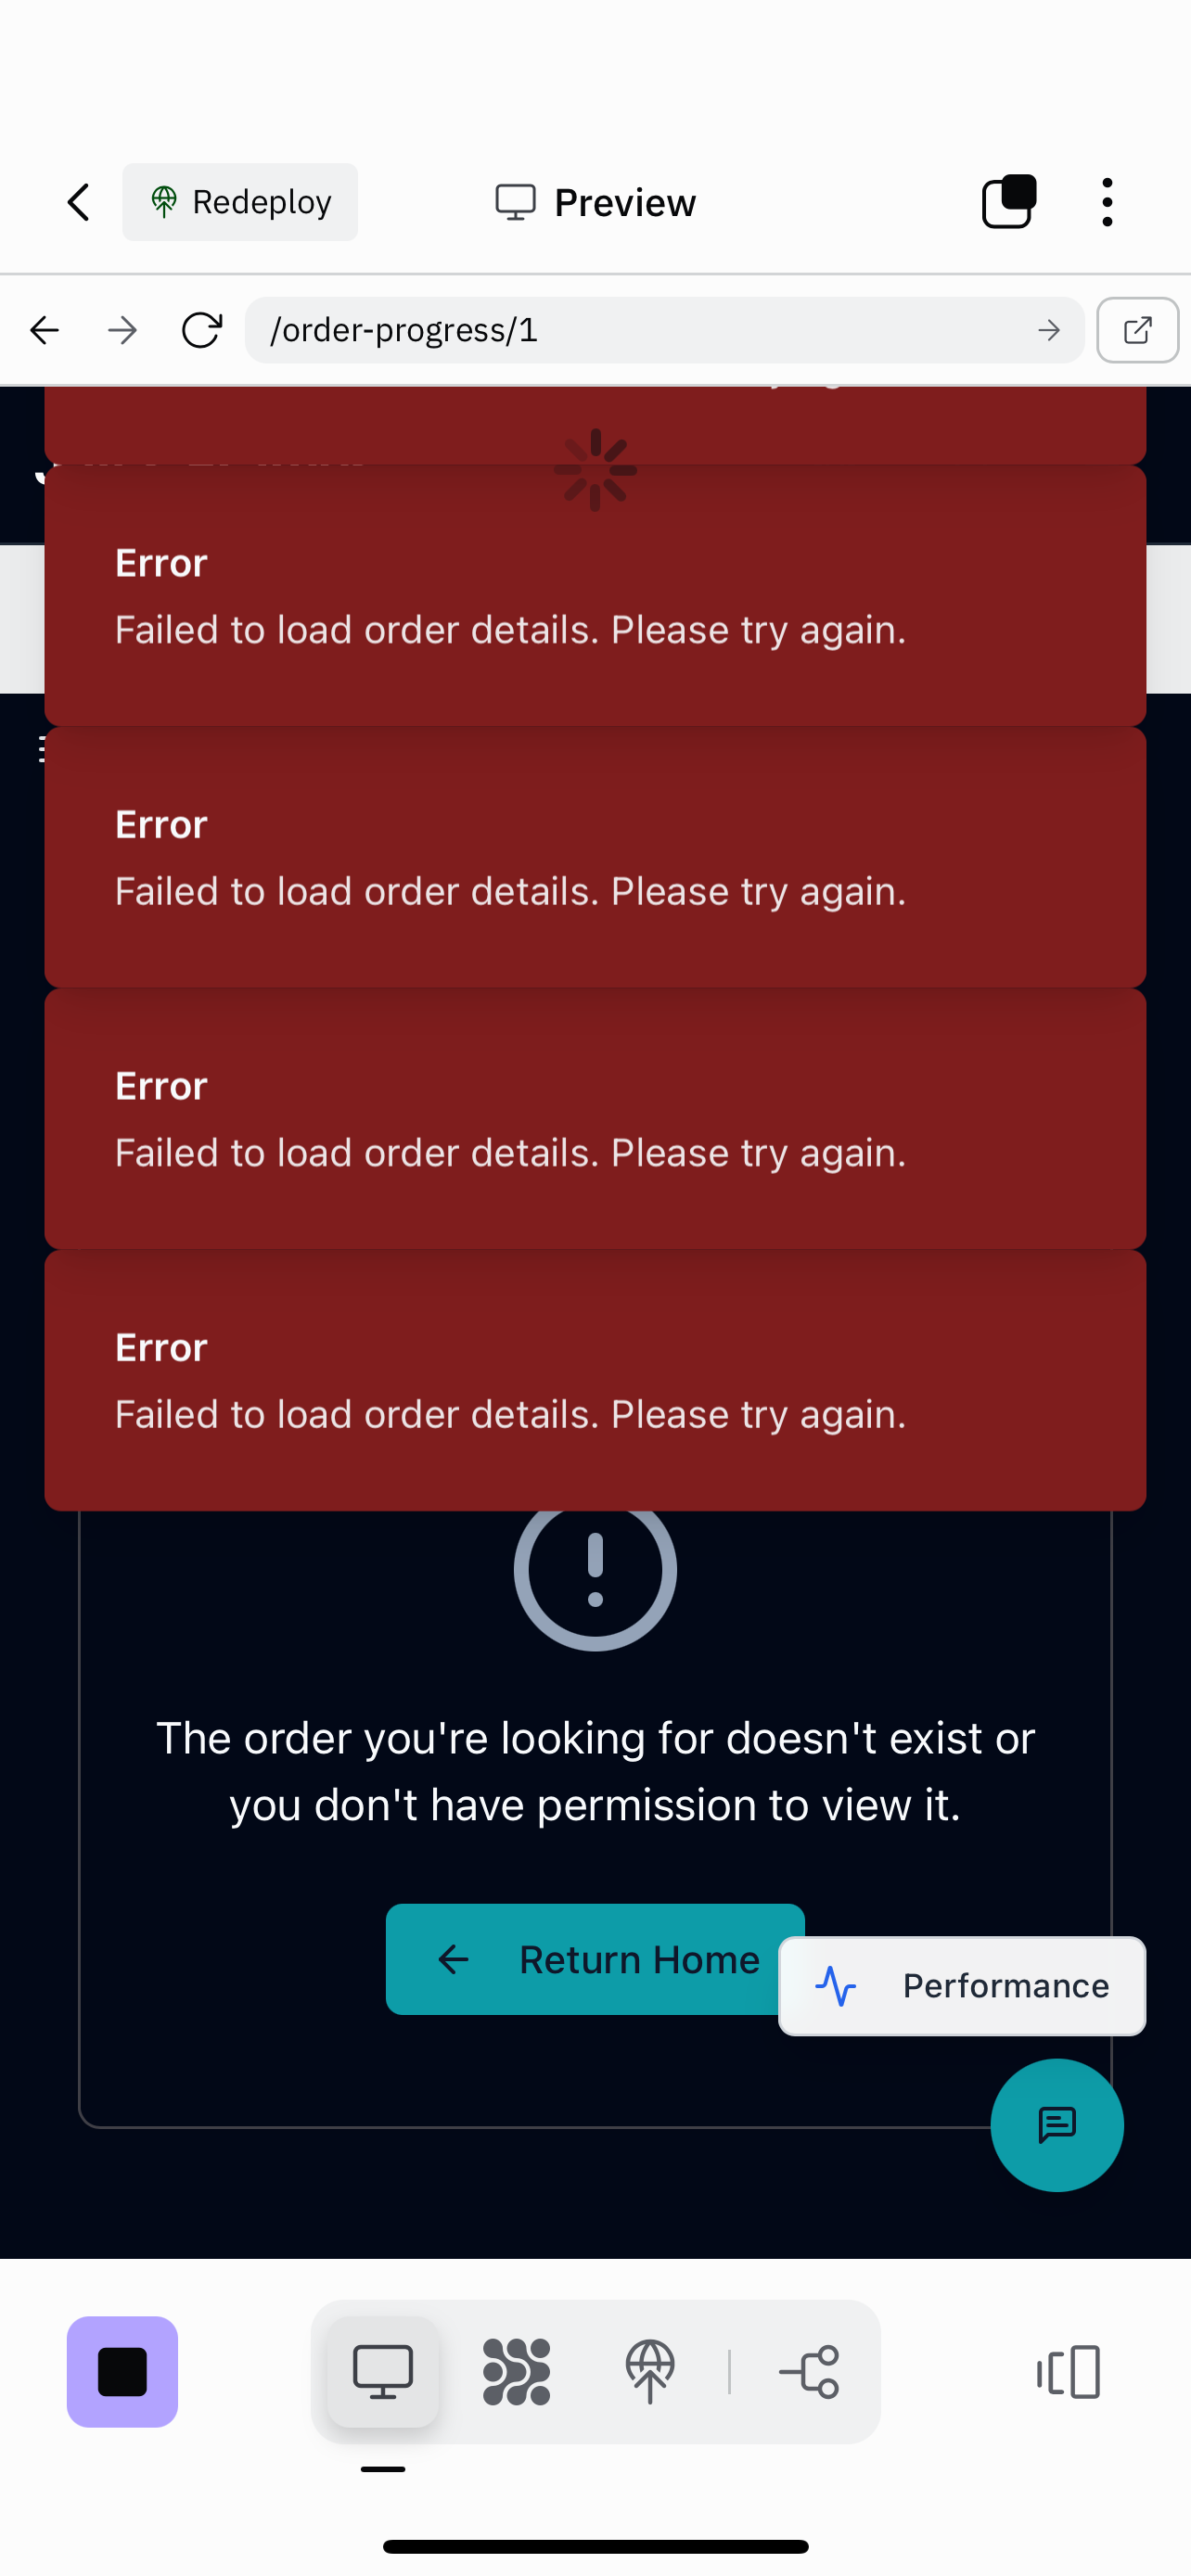 Redeploy
Preview
/order-progress/1
Error
Failed to load order details. Please try again.
Error
Failed to load order details. Please try again.
Error
Failed to load order details. Please try again.
Error
Failed to load order details. Please try again.
The order you're looking for doesn't exist or
you don't have permission to view it.
Return Home
Performance